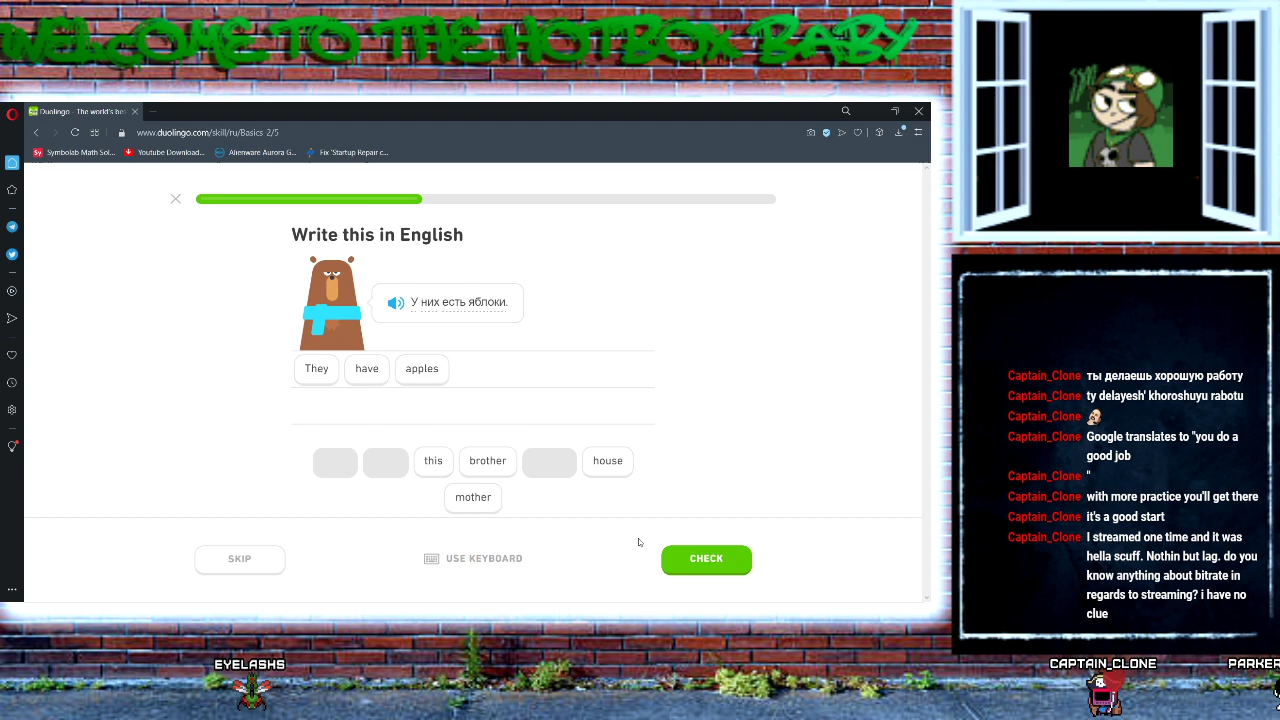 WELCOME TO THE HOTBOX BABY
Duolingo - The world's be
www.duolingo.com/skill/ru/Basics-2/5
Symbolab Math Sol...
Youtube Download...
Alienware Aurora G...
Fix 'Startup Repair c...
Write this in English
У них есть яблоки.
They have apples
this brother house
mother
SKIP
USE KEYBOARD
CHECK
Captain_Clone ты делаешь хорошую работу
Captain_Clone ty delayesh' khoroshuyu rabotu
Captain_Clone
Captain_Clone Google translates to "you do a
good job
Captain_Clone "
Captain_Clone with more practice you'll get there
Captain_Clone it's a good start
Captain_Clone I streamed one time and it was
hella scuff. Nothin but lag. do you
know anything about bitrate in
regards to streaming? i have no
clue
EYELASHS
CAPTAIN_CLONE
PARKER